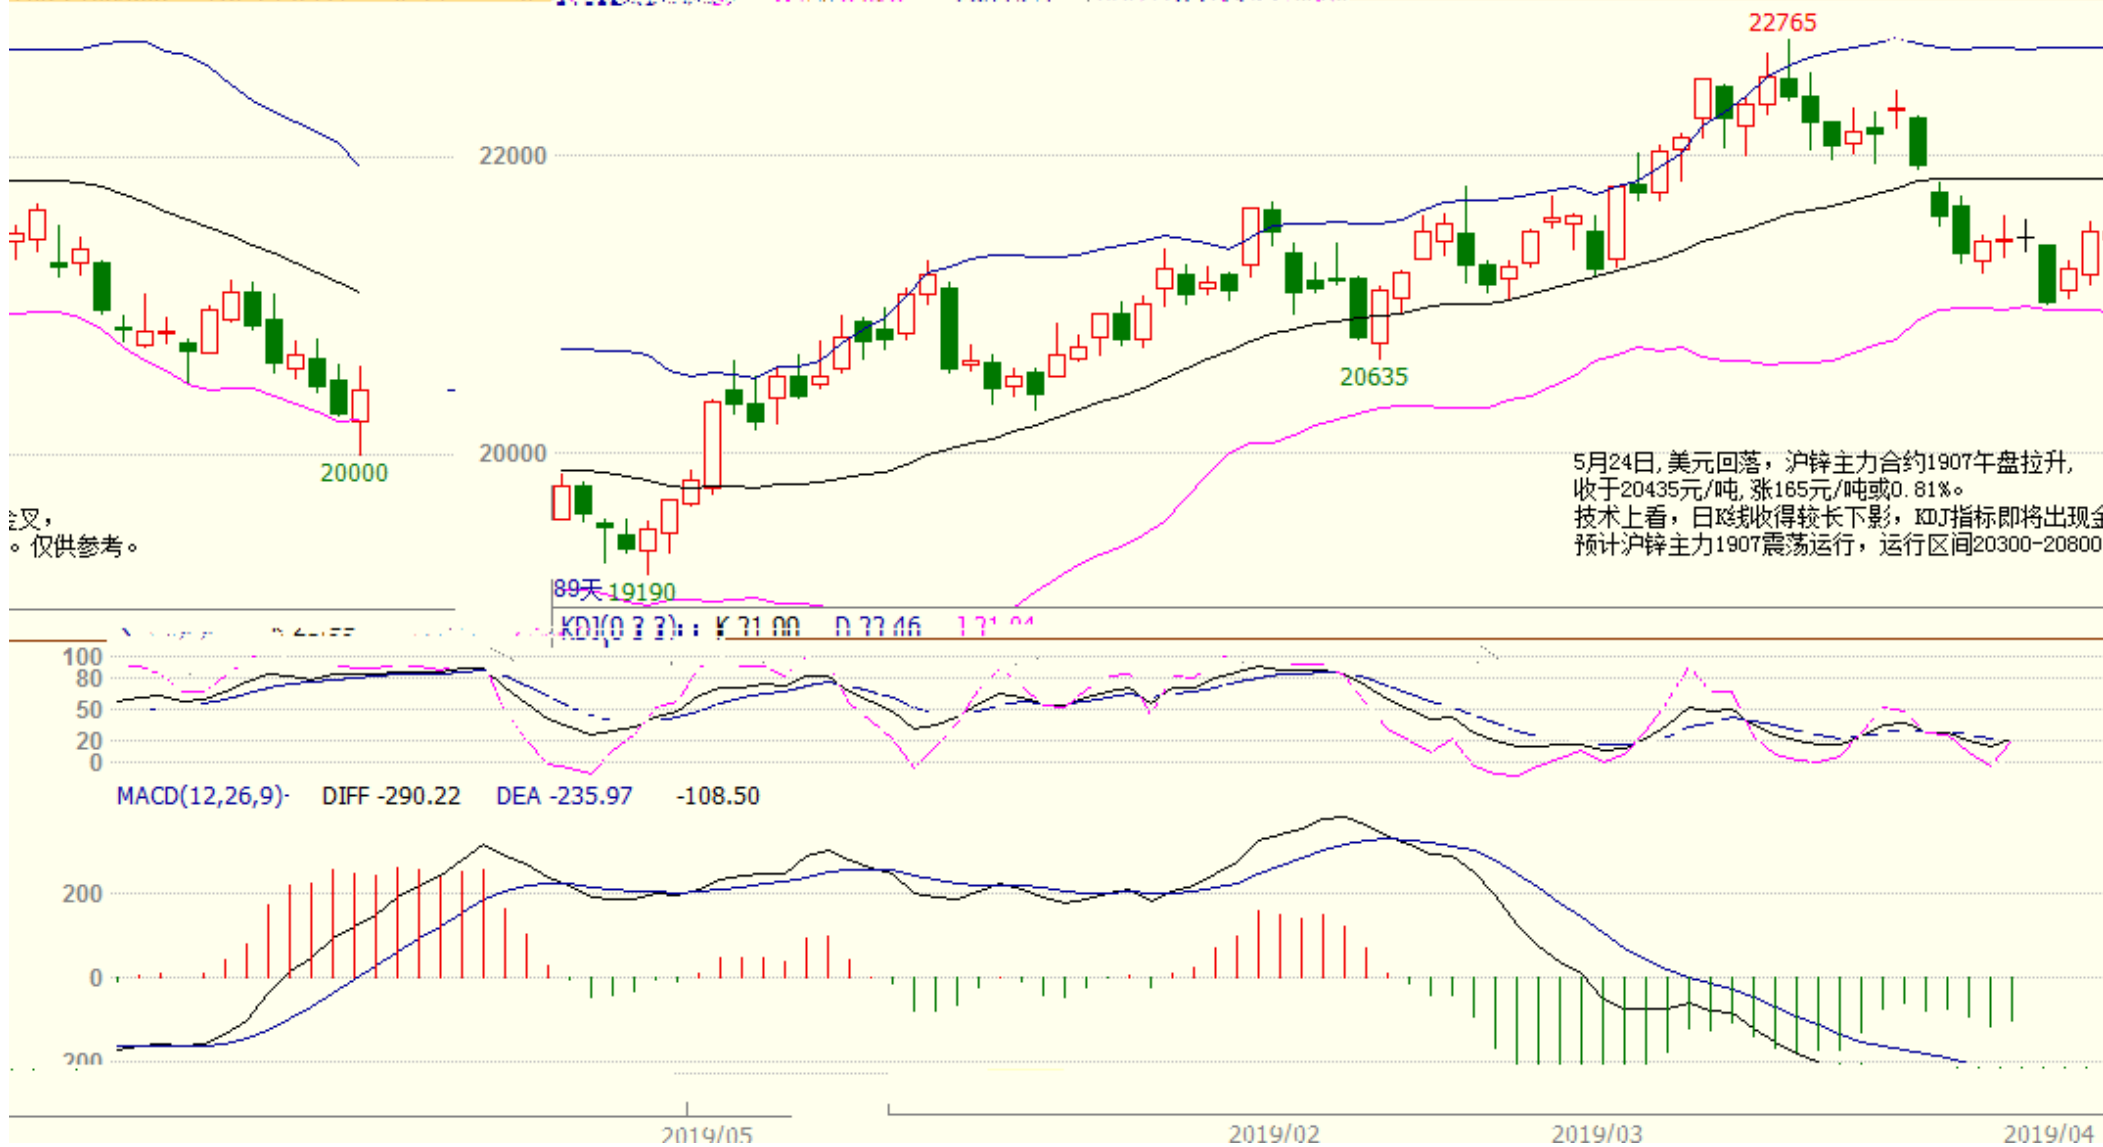 22765
22000
20000
20635
20000
5月24日,美元回落，沪锌主力合约1907午盘拉升,
收于20435元/吨,涨165元/吨或0.81%。
技术上看，日K线收得较长下影，KDJ指标即将出现金
预计沪锌主力1907震荡运行，运行区间20300-20800
金叉，
。仅供参考。
89天 19190
100
80
50
20
0
MACD(12,26,9) DIFF -290.22 DEA -235.97 -108.50
200
0
200
2019/05 2019/02 2019/03 2019/04